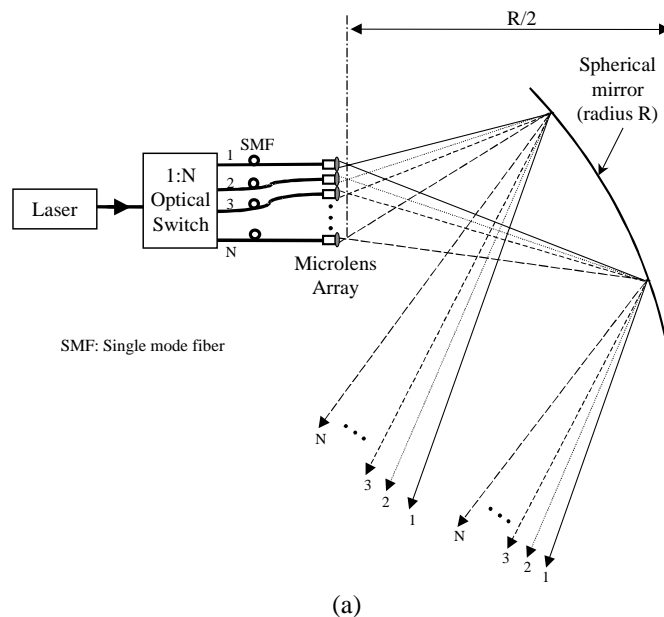 R/2
Spherical
mirror
(radius R)
SMF
1
2
3
N
1:N
Optical
Switch
Laser
Microlens
Array
SMF: Single mode fiber
N
3
2
1
N
3
2
1
(a)